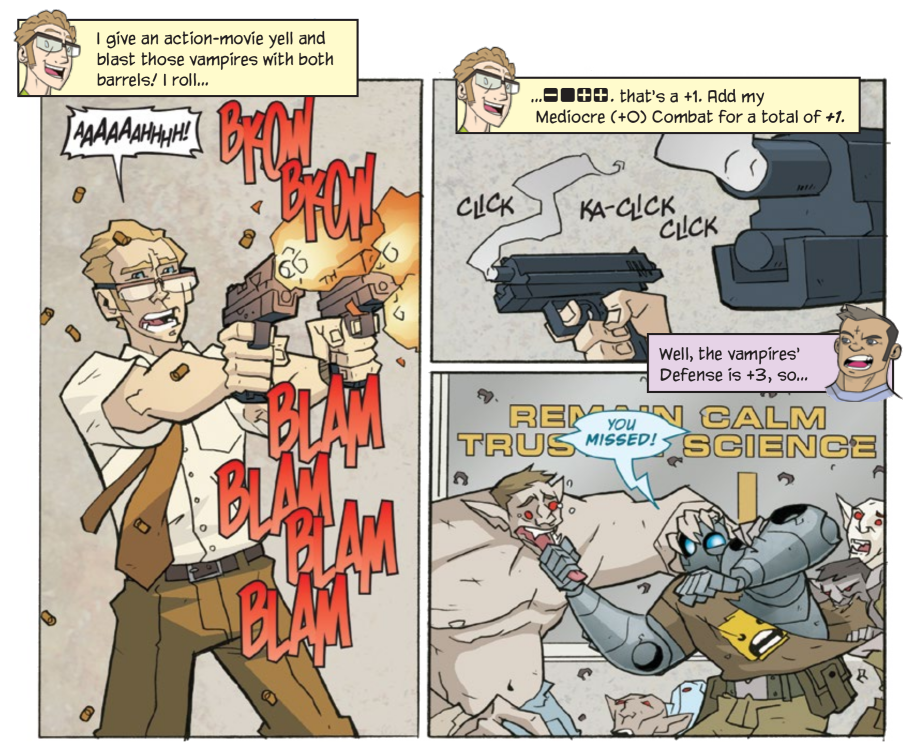 I give an action-movie yell and
blast those vampires with both
barrels! I roll...
AAAAAAHHHH!
BKOW
BKOW
BLAM
BLAM
BLAM
BLAM
... that's a +1. Add my
Mediocre (+0) Combat for a total of +1.
CLICK
KA-CLICK
CLICK
Well, the vampires'
Defense is +3, so...
REMAIN CALM
TRUS SCIENCE
YOU
MISSED!